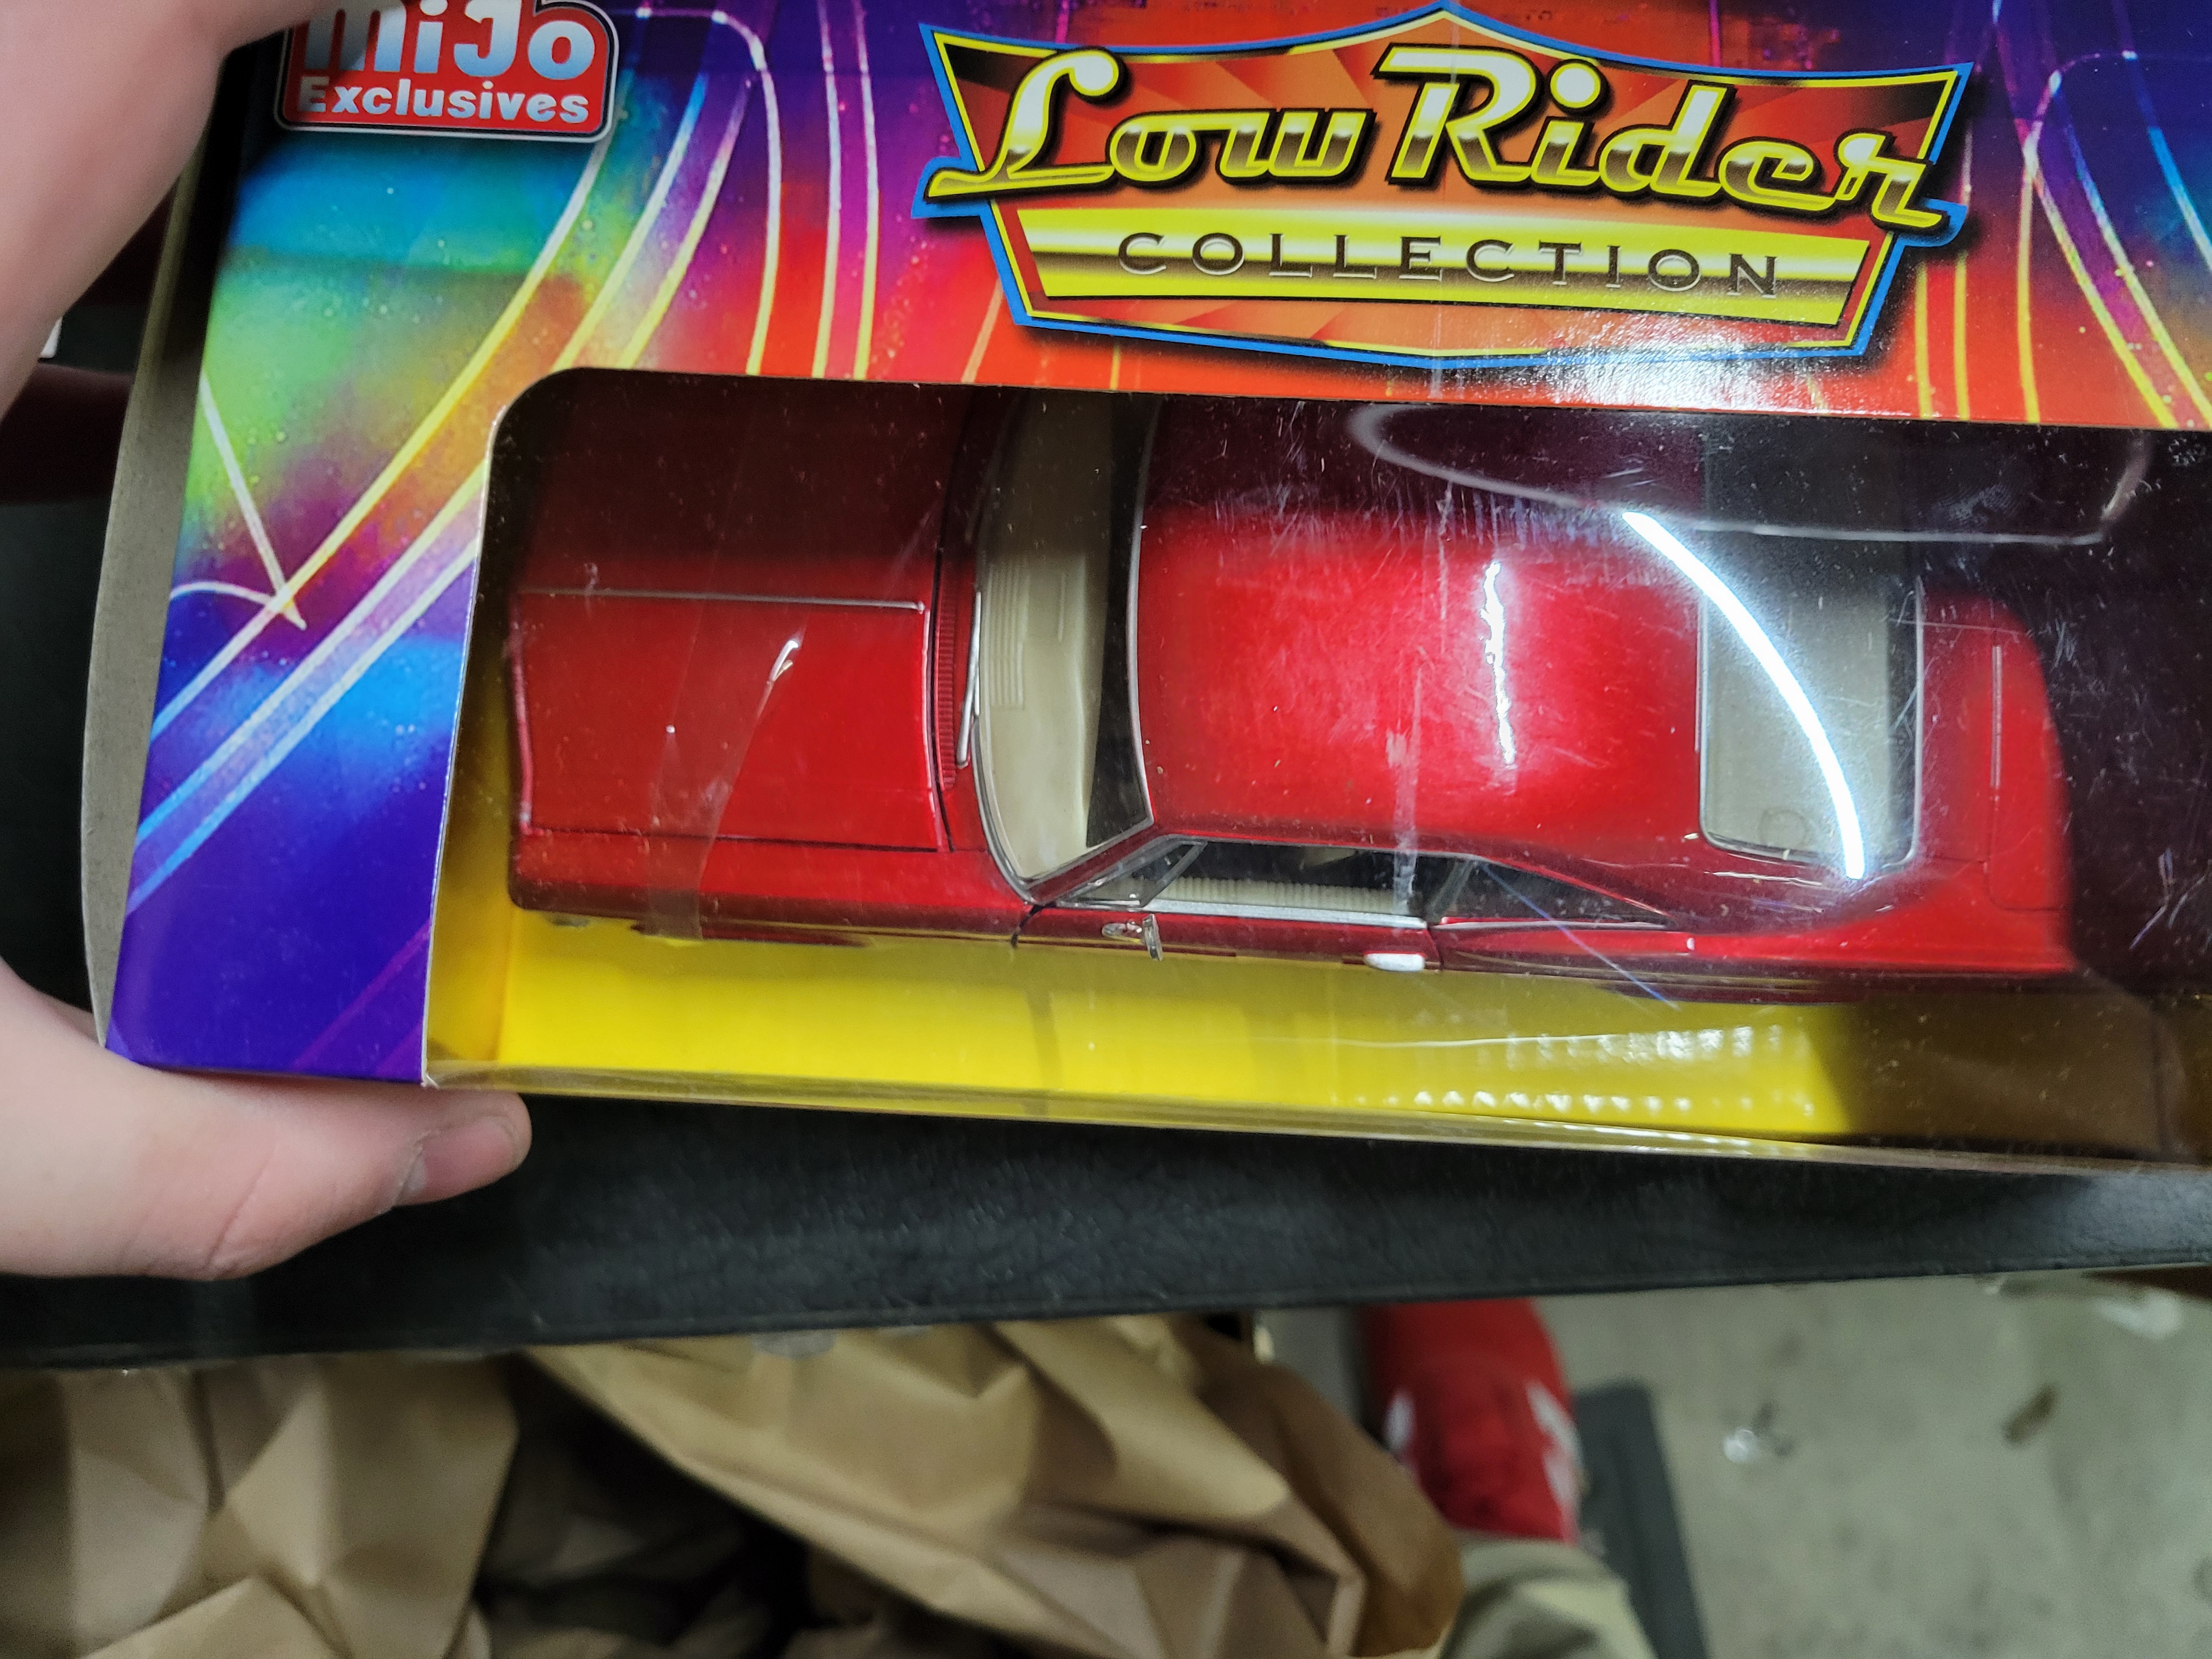 miJo
Exclusives
Low Rider
COLLECTION